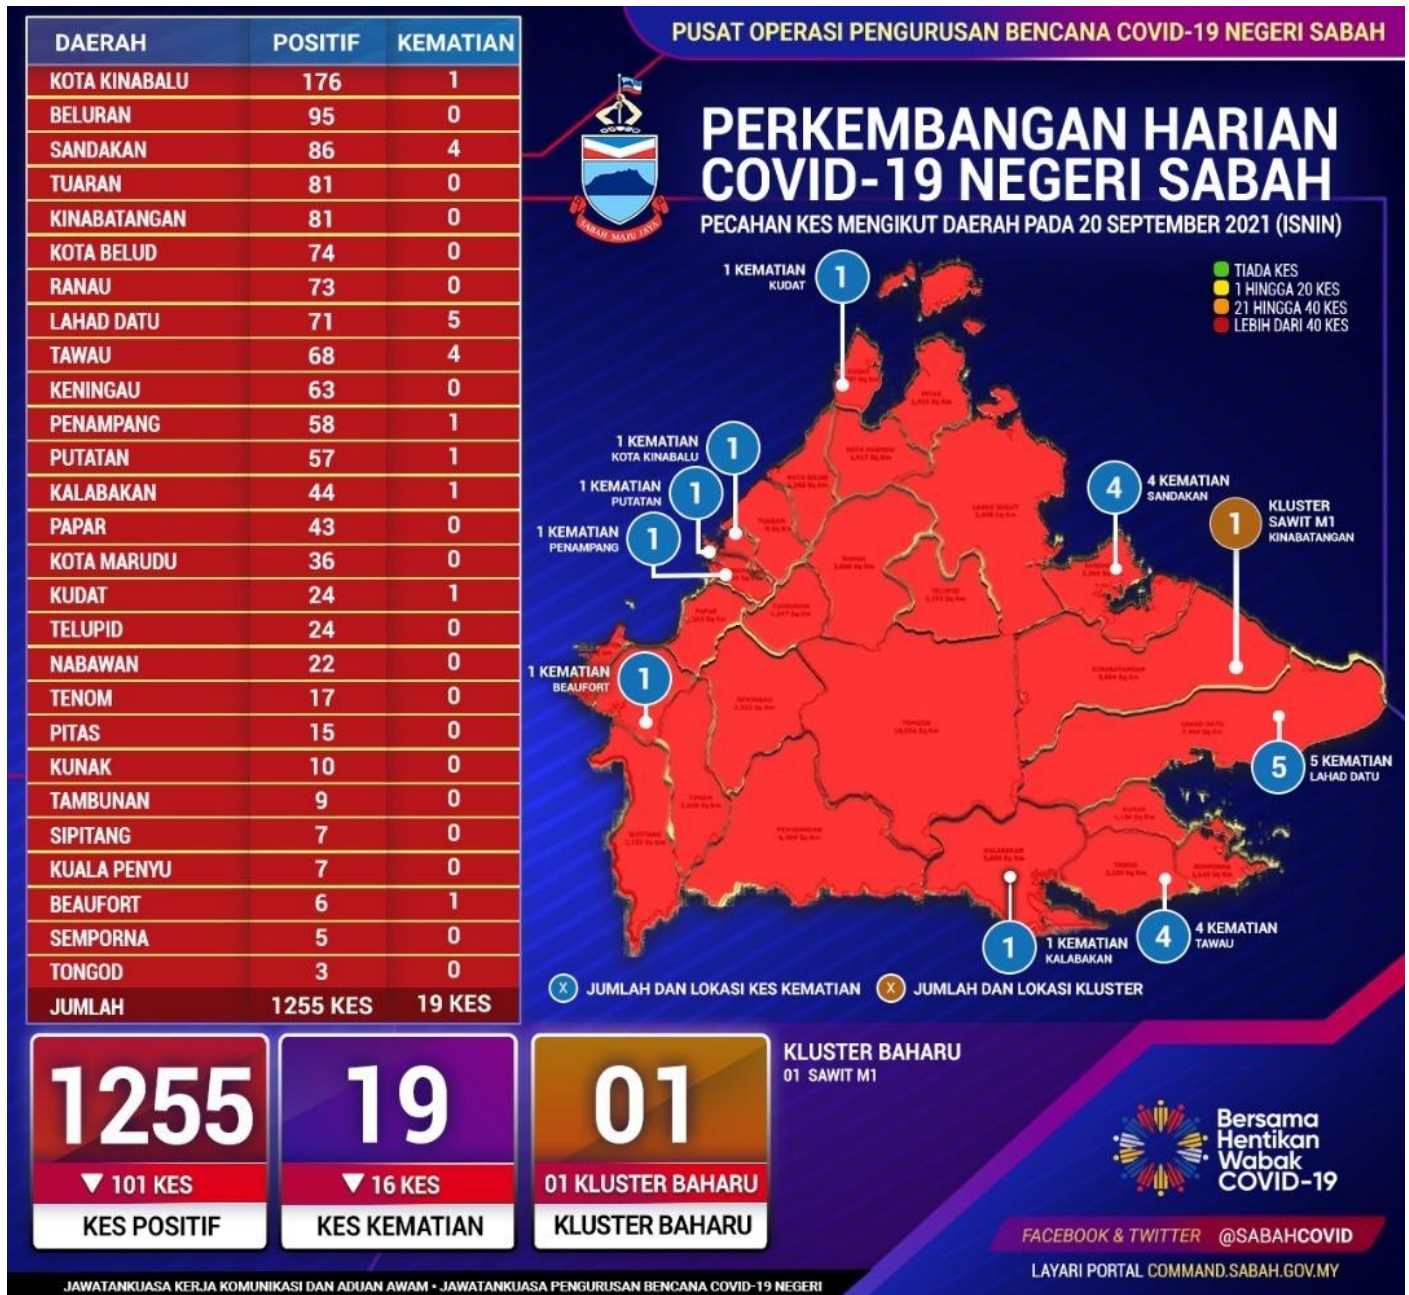 PUSAT OPERASI PENGURUSAN BENCANA COVID-19 NEGERI SABAH
PERKEMBANGAN HARIAN
COVID-19 NEGERI SABAH
PECAHAN KES MENGIKUT DAERAH PADA 20 SEPTEMBER 2021 (ISNIN)
SABAH MAJU JAYA
DAERAH POSITIF KEMATIAN
KOTA KINABALU 176 1
BELURAN 95 0
SANDAKAN 86 4
TUARAN 81 0
KINABATANGAN 81 0
KOTA BELUD 74 0
RANAU 73 0
LAHAD DATU 71 5
TAWAU 68 4
KENINGAU 63 0
PENAMPANG 58 1
PUTATAN 57 1
KALABAKAN 44 1
PAPAR 43 0
KOTA MARUDU 36 0
KUDAT 24 1
TELUPID 24 0
NABAWAN 22 0
TENOM 17 0
PITAS 15 0
KUNAK 10 0
TAMBUNAN 9 0
SIPITANG 7 0
KUALA PENYU 7 0
BEAUFORT 6 1
SEMPORNA 5 0
TONGOD 3 0
JUMLAH 1255 KES 19 KES
TIADA KES
1 HINGGA 20 KES
21 HINGGA 40 KES
LEBIH DARI 40 KES
1 KEMATIAN
KUDAT
1
1 KEMATIAN
KOTA KINABALU
1
1 KEMATIAN
PUTATAN
1
1 KEMATIAN
PENAMPANG
1
4
4 KEMATIAN
SANDAKAN
1
KLUSTER
SAWIT M1
KINABATANGAN
1 KEMATIAN
BEAUFORT
1
5
5 KEMATIAN
LAHAD DATU
1
1 KEMATIAN
KALABAKAN
4
4 KEMATIAN
TAWAU
X JUMLAH DAN LOKASI KES KEMATIAN
X JUMLAH DAN LOKASI KLUSTER
1255
▼ 101 KES
KES POSITIF
19
▼ 16 KES
KES KEMATIAN
01
01 KLUSTER BAHARU
KLUSTER BAHARU
KLUSTER BAHARU
01 SAWIT M1
Bersama
Hentikan
Wabak
COVID-19
FACEBOOK & TWITTER @SABAHCOVID
LAYARI PORTAL COMMAND.SABAH.GOV.MY
JAWATANKUASA KERJA KOMUNIKASI DAN ADUAN AWAM • JAWATANKUASA PENGURUSAN BENCANA COVID-19 NEGERI